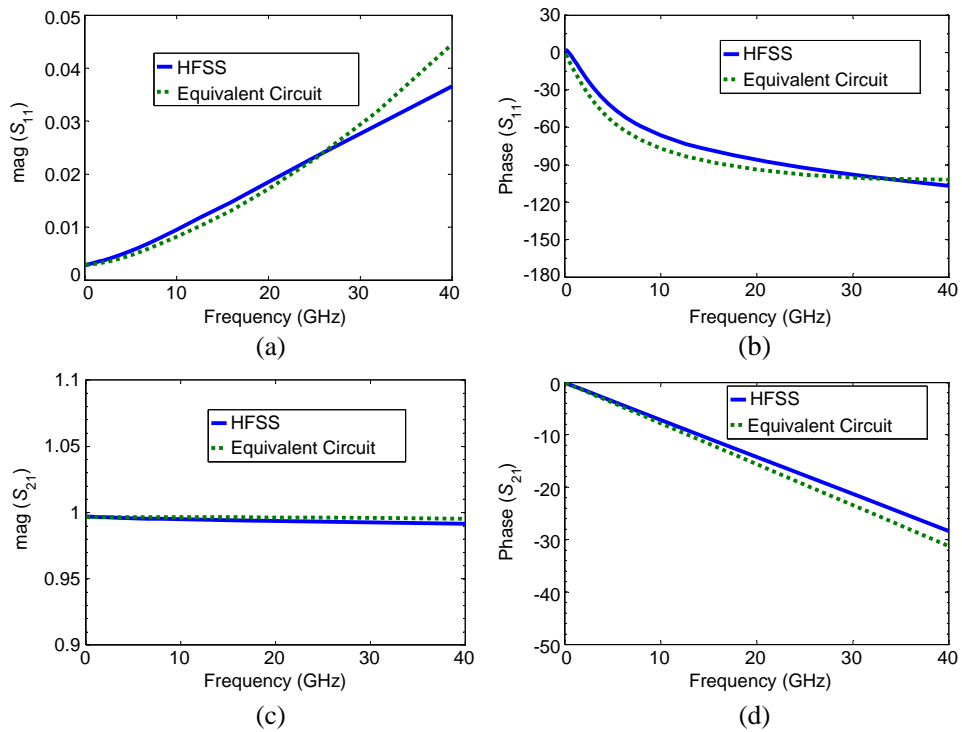 0.05
0.04
0.03
0.02
0.01
0
mag (S11)
HFSS
Equivalent Circuit
0 10 20 30 40
Frequency (GHz)
(a)
30
0
-30
-60
-90
-120
-150
-180
Phase (S11)
HFSS
Equivalent Circuit
0 10 20 30 40
Frequency (GHz)
(b)
1.1
1.05
1
0.95
0.9
mag (S21)
HFSS
Equivalent Circuit
0 10 20 30 40
Frequency (GHz)
(c)
0
-10
-20
-30
-40
-50
Phase (S21)
HFSS
Equivalent Circuit
0 10 20 30 40
Frequency (GHz)
(d)